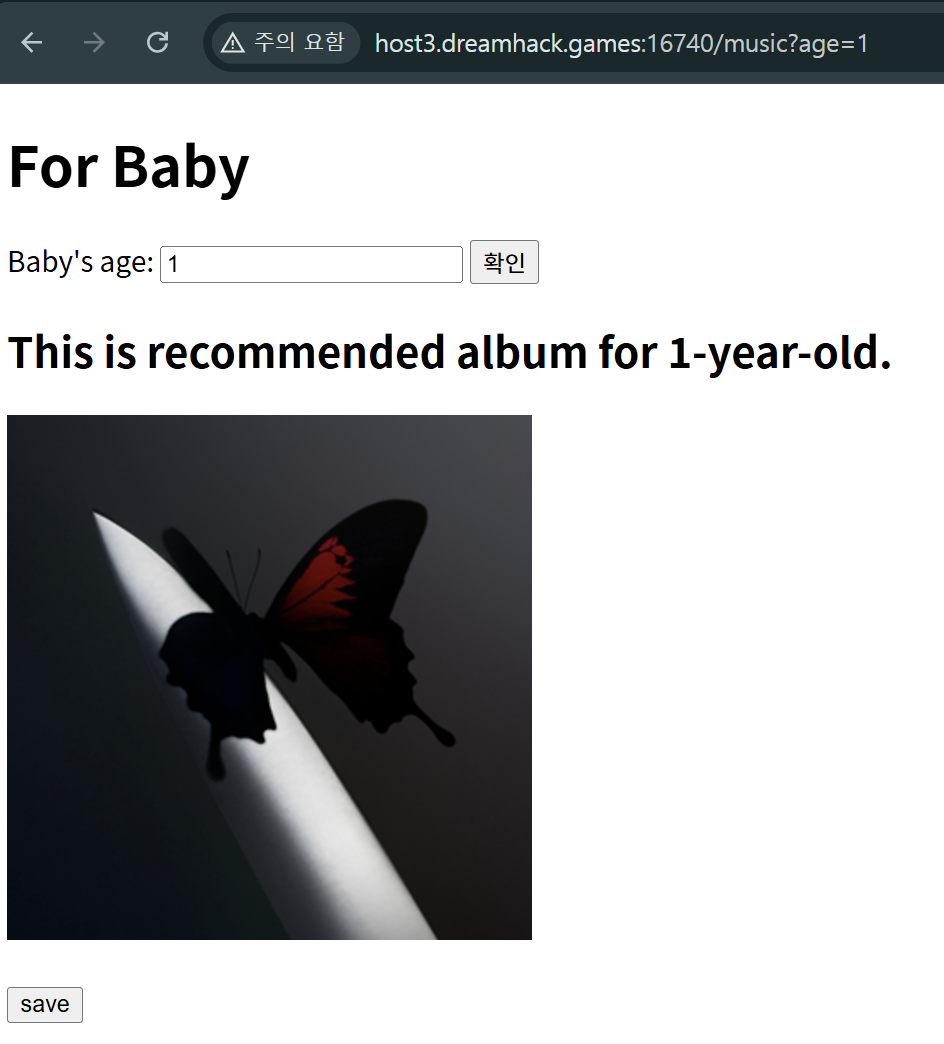 주의 요함 host3.dreamhack.games:16740/music?age=1
For Baby
Baby's age: 1 확인
This is recommended album for 1-year-old.
save